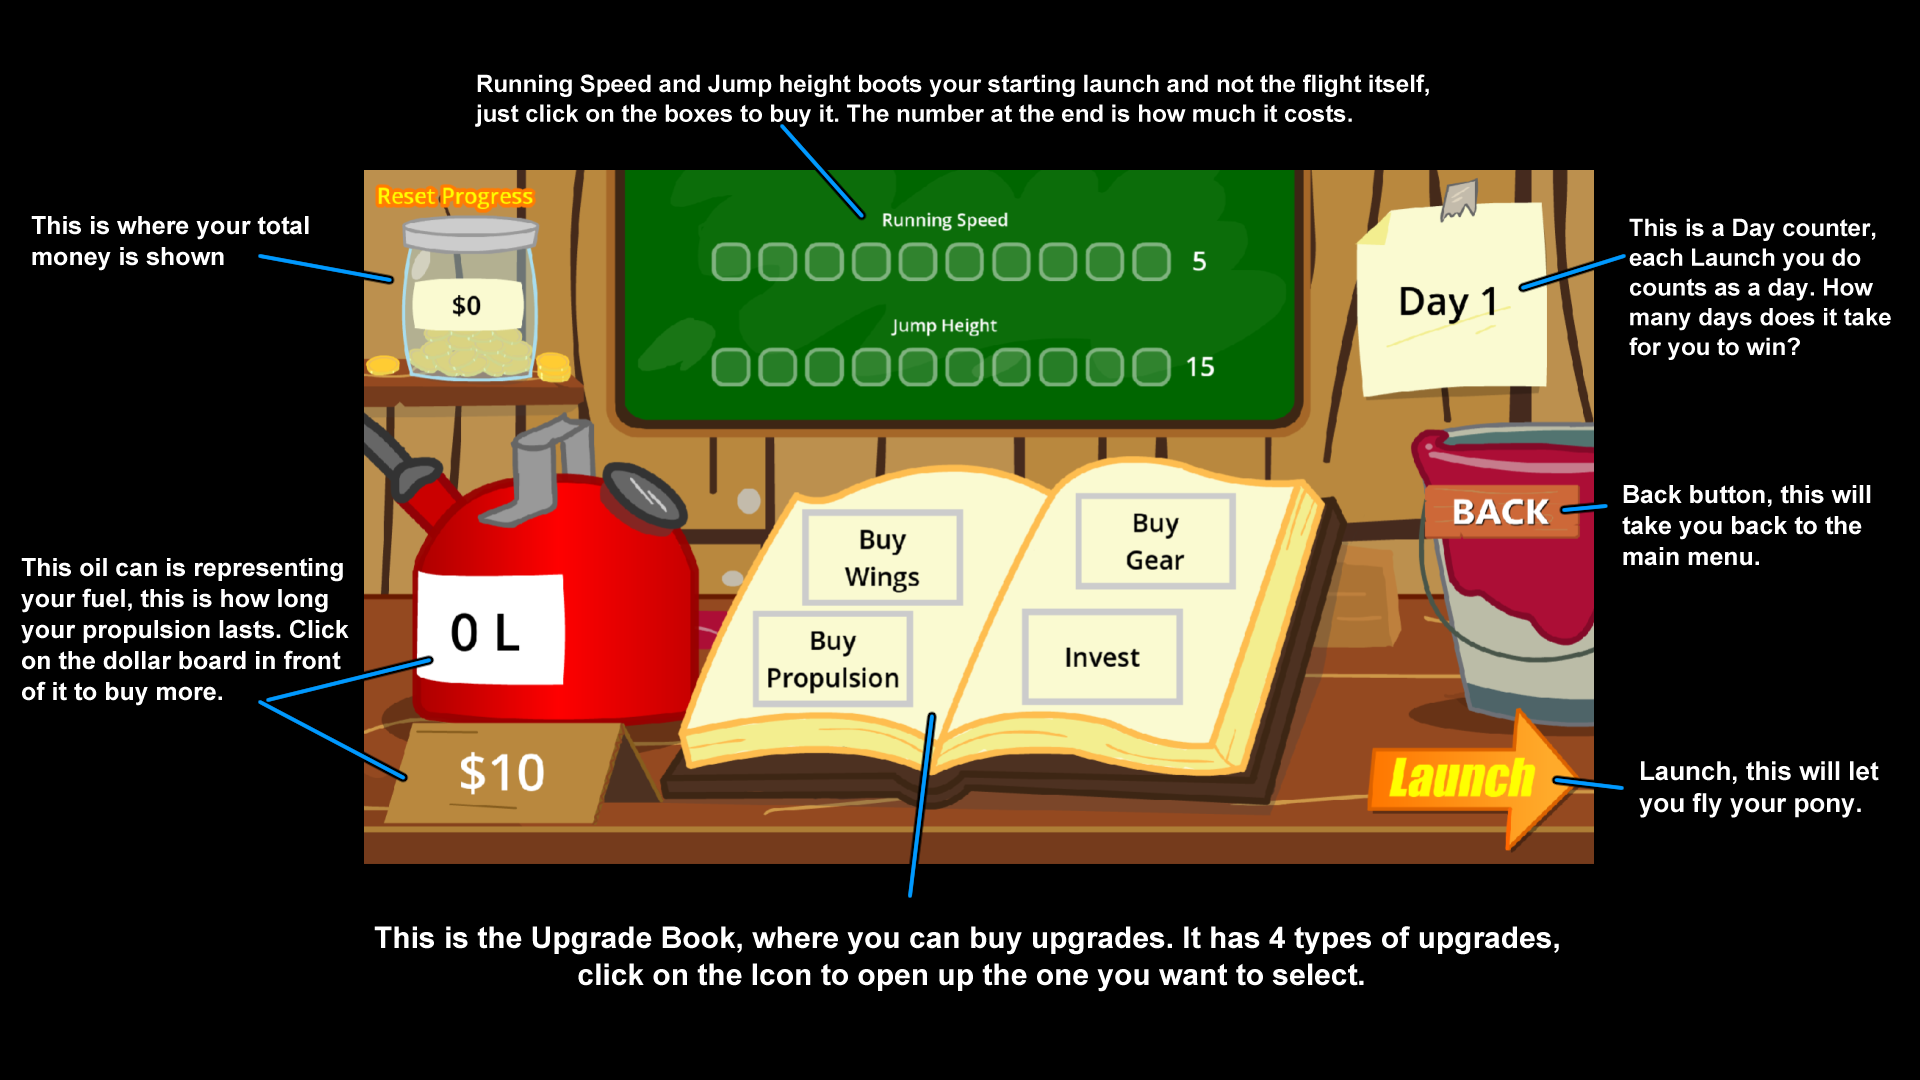 Running Speed and Jump height boots your starting launch and not the flight itself,
just click on the boxes to buy it. The number at the end is how much it costs.
This is where your total
money is shown
Reset Progress
$0
Running Speed
5
Jump Height
15
Day 1
This is a Day counter,
each Launch you do
counts as a day. How
many days does it take
for you to win?
This oil can is representing
your fuel, this is how long
your propulsion lasts. Click
on the dollar board in front
of it to buy more.
0 L
$10
Buy
Wings
Buy
Propulsion
Buy
Gear
Invest
BACK
Back button, this will
take you back to the
main menu.
Launch
Launch, this will let
you fly your pony.
This is the Upgrade Book, where you can buy upgrades. It has 4 types of upgrades,
click on the Icon to open up the one you want to select.